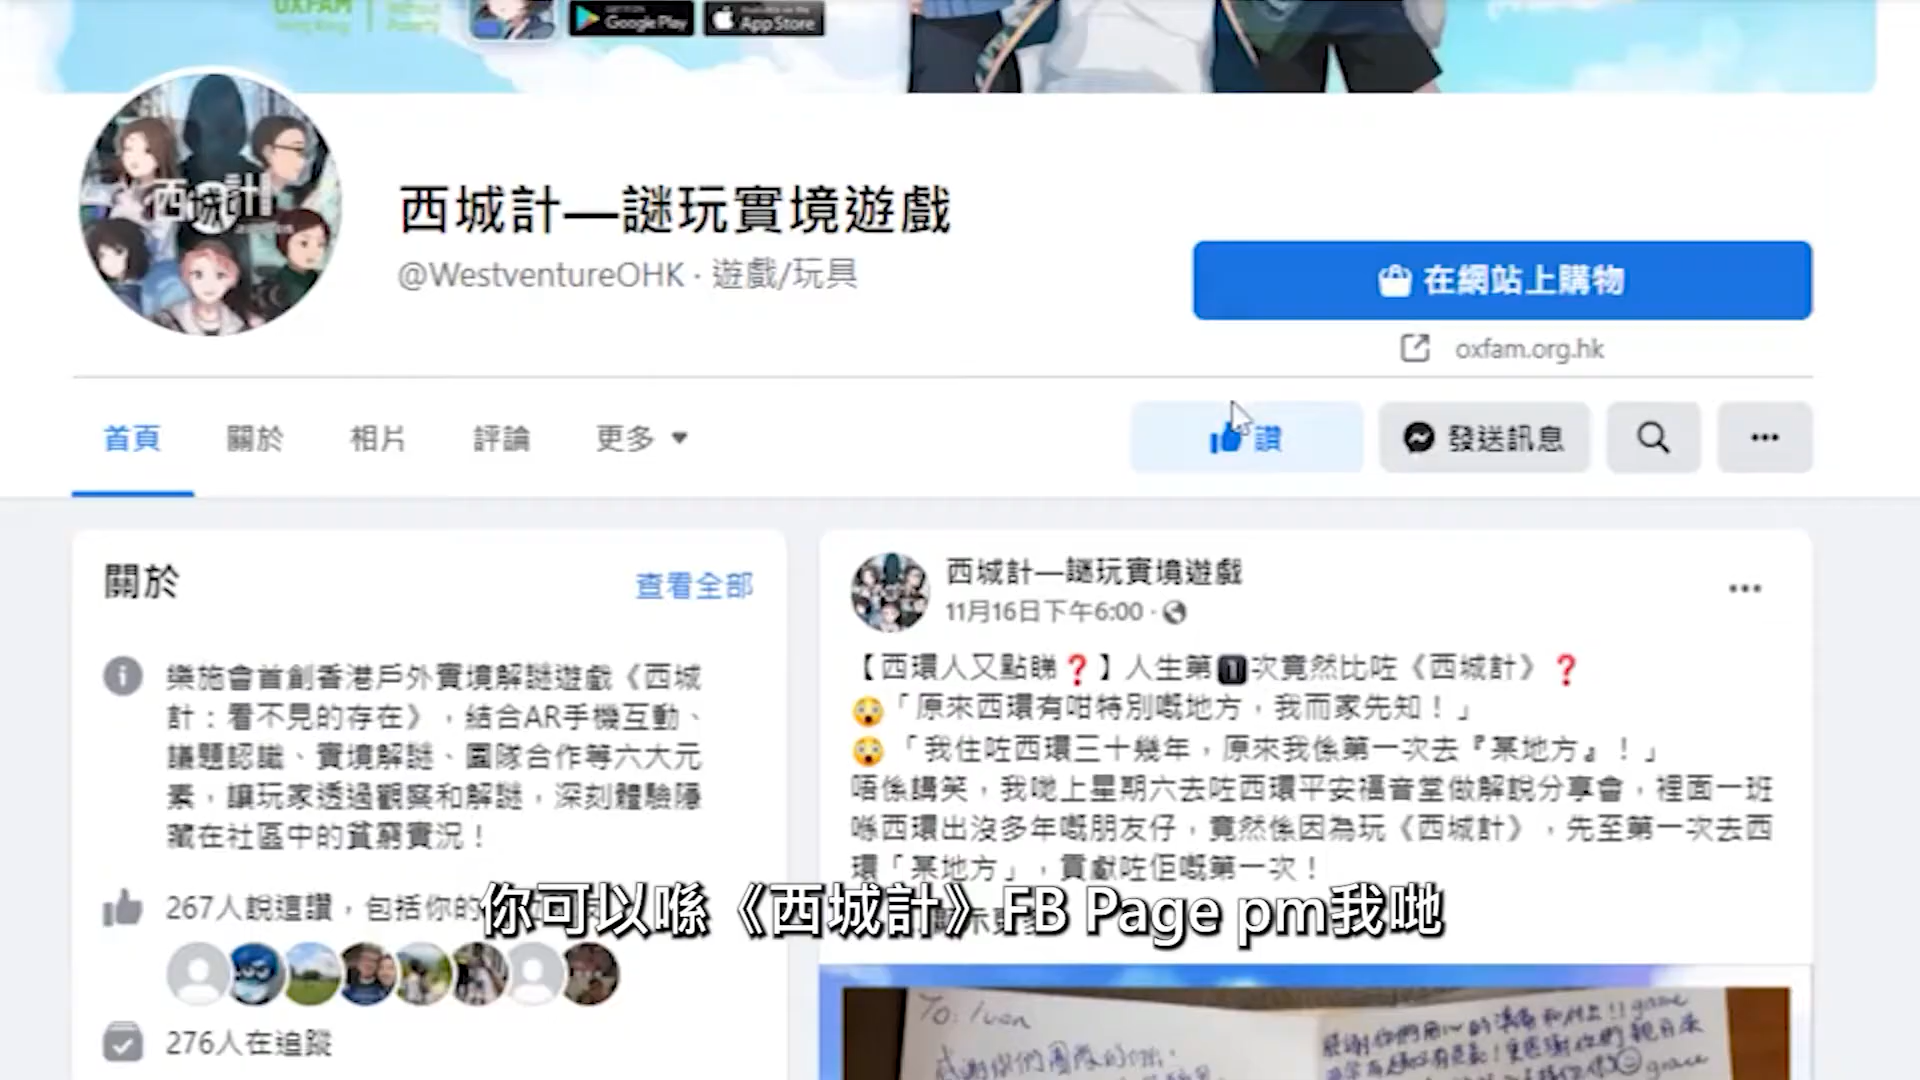 OXFAM
Hong Kong
Without
Poverty
GET IT ON
Google Play
Available on the
App Store
西城計
西城計—謎玩實境遊戲
@WestventureOHK · 遊戲/玩具
在網站上購物
oxfam.org.hk
首頁
關於
相片
評論
更多
讚
發送訊息
關於
查看全部
樂施會首創香港戶外實境解謎遊戲《西城
計：看不見的存在》，結合AR手機互動、
議題認識、實境解謎、團隊合作等六大元
素，讓玩家透過觀察和解謎，深刻體驗隱
藏在社區中的貧窮實況！
267人說這讚，包括你的
276人在追蹤
西城計—謎玩實境遊戲
11月16日下午6:00 ·
【西環人又點睇❓】人生第1️⃣次竟然比咗《西城計》❓
😲「原來西環有咁特別嘅地方，我而家先知！」
😲「我住咗西環三十幾年，原來我係第一次去『某地方』！」
唔係講笑，我哋上星期六去咗西環平安福音堂做解說分享會，裡面一班
喺西環出沒多年嘅朋友仔，竟然係因為玩《西城計》，先至第一次去西
環「某地方」，貢獻咗佢嘅第一次！
你可以喺《西城計》FB Page pm我哋
To: Ivan